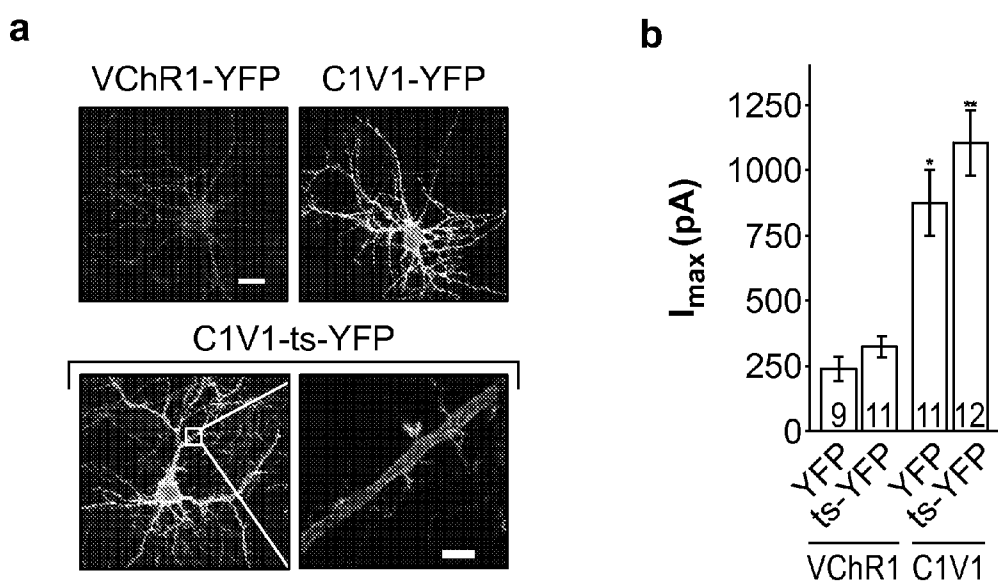 a
VChR1-YFP C1V1-YFP
C1V1-ts-YFP
b
Imax (pA)
1250
1000
750
500
250
0
* **
9 11 11 12
YFP ts-YFP YFP ts-YFP
VChR1 C1V1